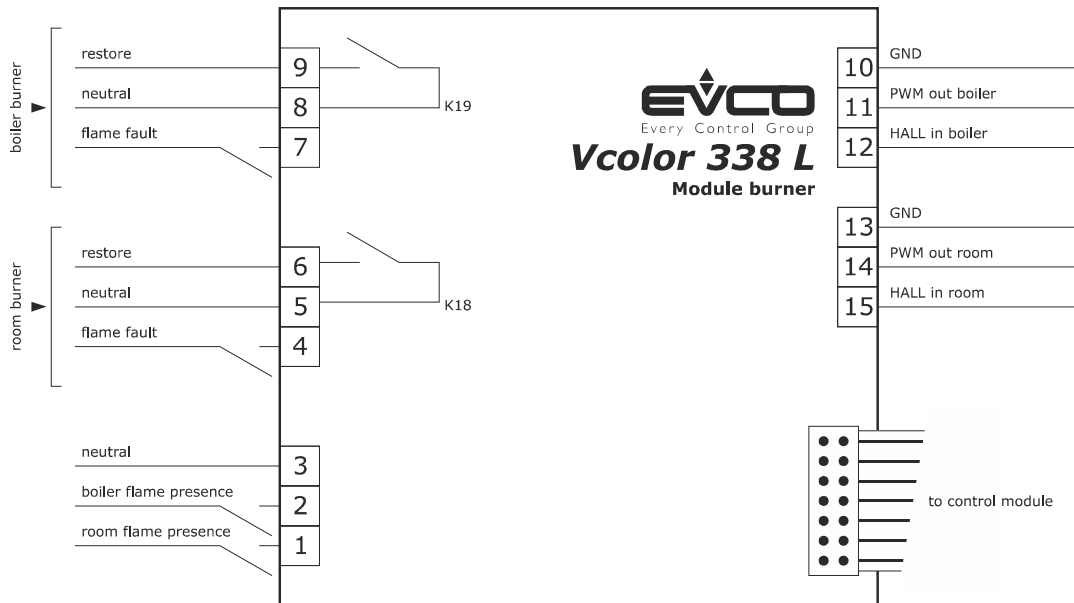 boiler burner
restore
9
neutral
8
K19
flame fault
7
room burner
restore
6
neutral
5
K18
flame fault
4
neutral
3
boiler flame presence
2
room flame presence
1
EVCO
Every Control Group
Vcolor 338 L
Module burner
10
GND
11
PWM out boiler
12
HALL in boiler
13
GND
14
PWM out room
15
HALL in room
to control module